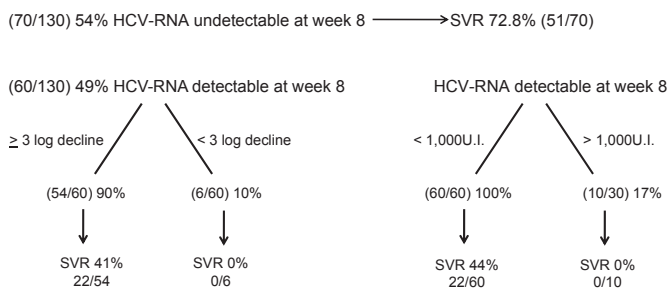 (70/130) 54% HCV-RNA undetectable at week 8 SVR 72.8% (51/70)
(60/130) 49% HCV-RNA detectable at week 8
≥ 3 log decline
< 3 log decline
(54/60) 90%
(6/60) 10%
SVR 41%
22/54
SVR 0%
0/6
HCV-RNA detectable at week 8
< 1,000U.I.
> 1,000U.I.
(60/60) 100%
(10/30) 17%
SVR 44%
22/60
SVR 0%
0/10